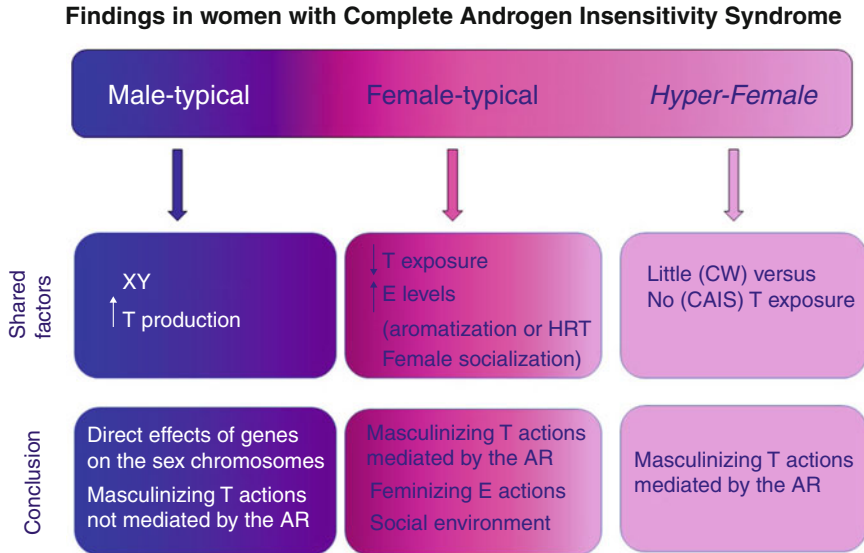 Findings in women with Complete Androgen Insensitivity Syndrome
Male-typical
Female-typical
Hyper-Female
Shared
factors
XY
↑ T production
↓ T exposure
↑ E levels
(aromatization or HRT
Female socialization)
Little (CW) versus
No (CAIS) T exposure
Conclusion
Direct effects of genes
on the sex chromosomes
Masculinizing T actions
not mediated by the AR
Masculinizing T actions
mediated by the AR
Feminizing E actions
Social environment
Masculinizing T actions
mediated by the AR